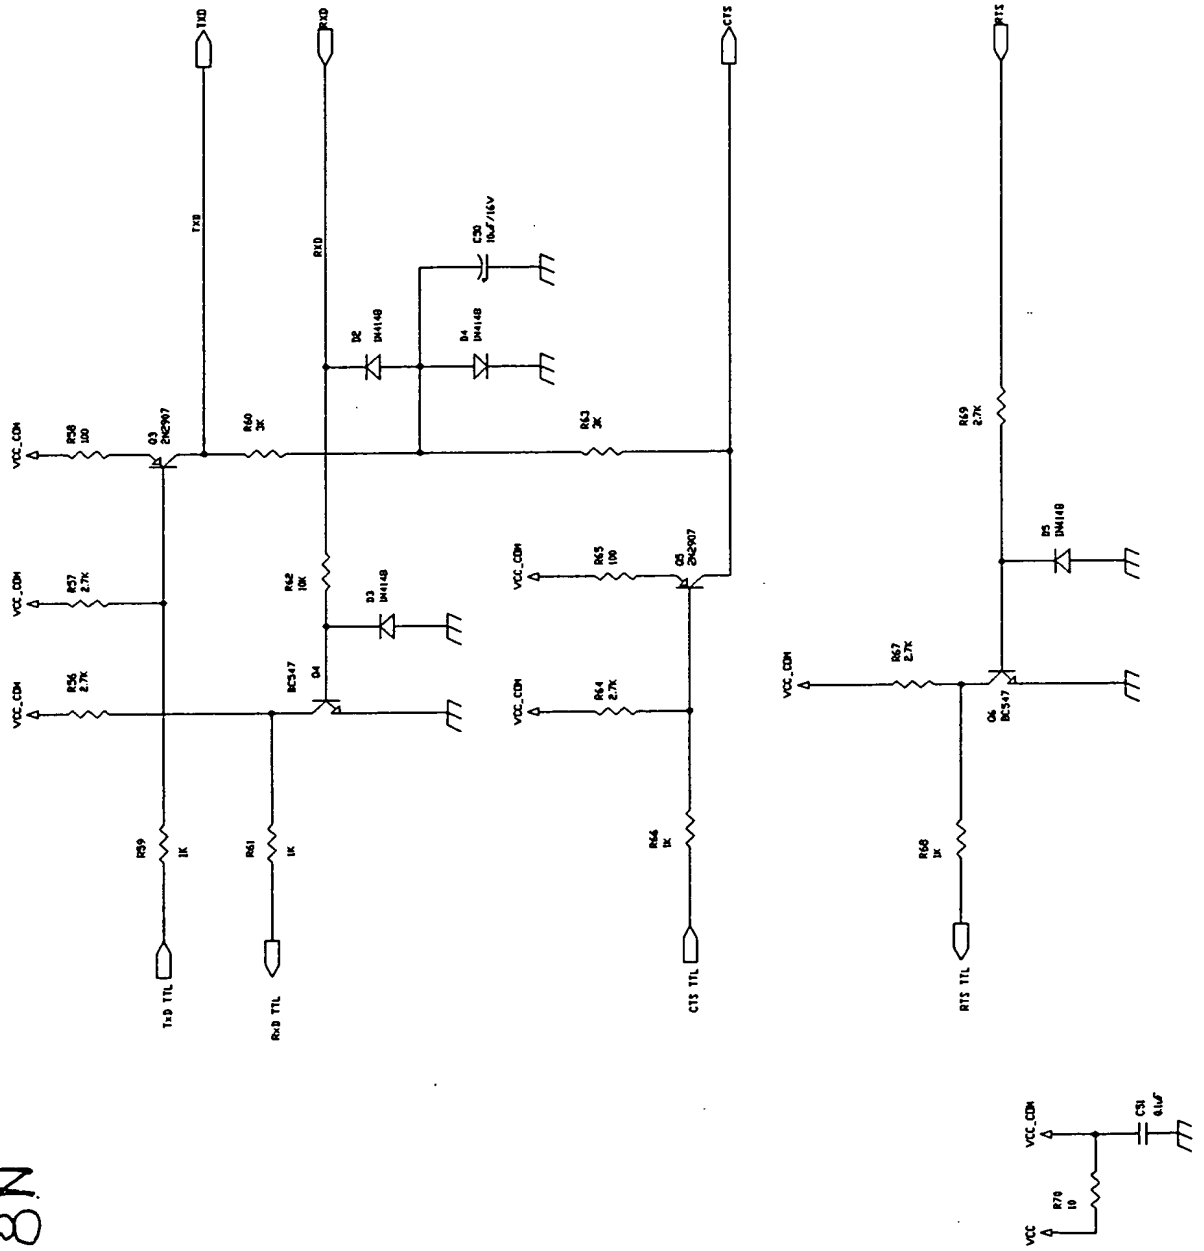 TXD
RXD
CTS
RTS
TXD
RXD
C50
10uF/16V
D2
1N4148
D4
1N4148
VCC_COM
R58
100
Q3
2N2907
R60
3K
R63
3K
R69
2.7K
VCC_COM
R57
2.7K
R62
10K
D3
1N4148
VCC_COM
R65
100
Q5
2N2907
D5
1N4148
VCC_COM
R56
2.7K
BC547
Q4
VCC_COM
R64
2.7K
VCC_COM
R67
2.7K
Q6
BC547
R59
1K
R61
1K
R66
1K
R68
1K
TxD TTL
RxD TTL
CTS TTL
RTS TTL
VCC_COM
C51
0.1uF
VCC
R70
10
8N